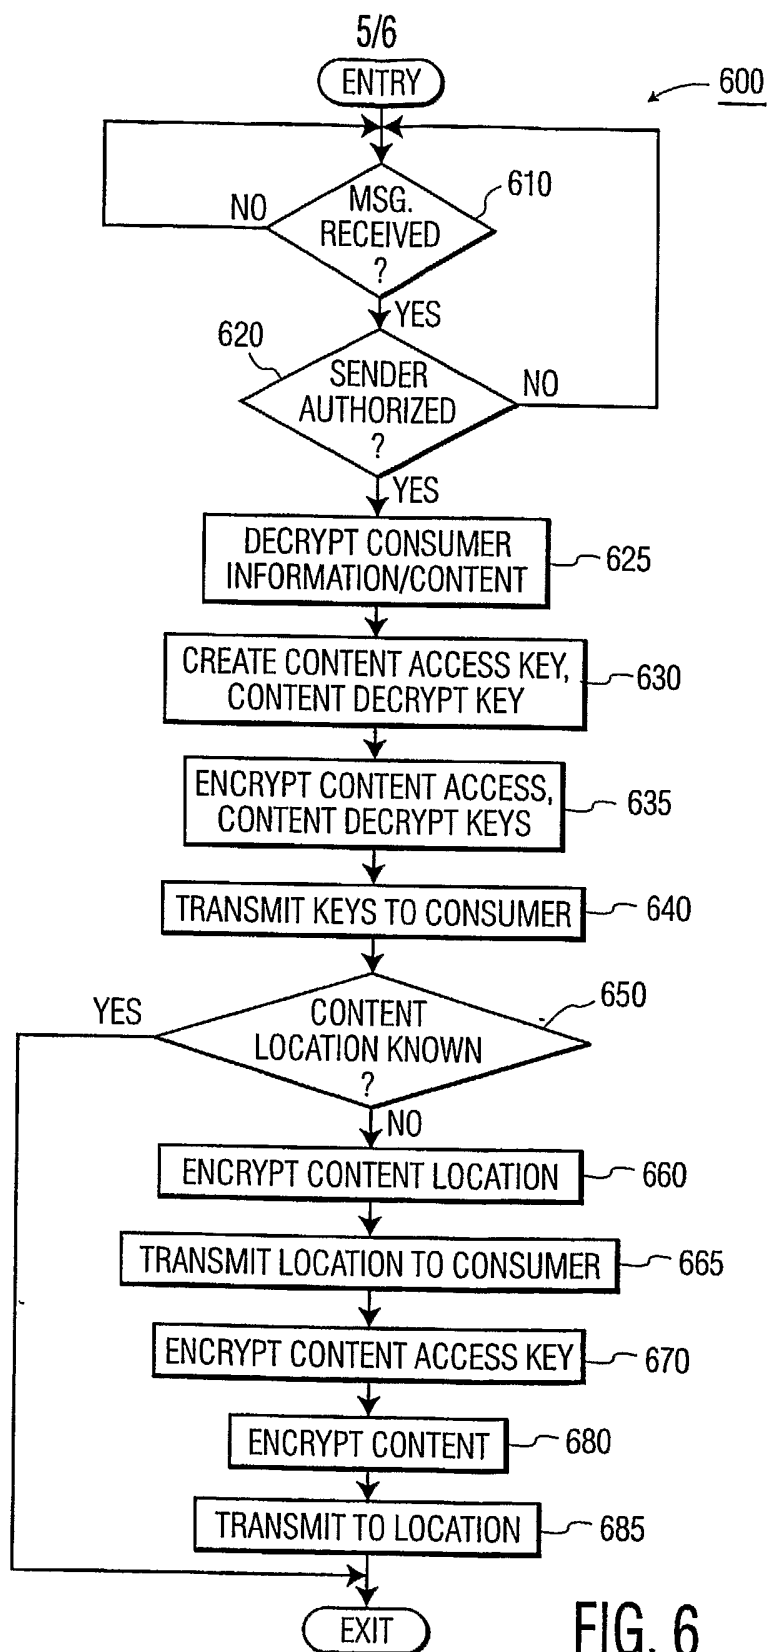 5/6
ENTRY
600
MSG.
RECEIVED
?
610
NO
YES
620
SENDER
AUTHORIZED
?
NO
YES
DECRYPT CONSUMER
INFORMATION/CONTENT
625
CREATE CONTENT ACCESS KEY,
CONTENT DECRYPT KEY
630
ENCRYPT CONTENT ACCESS,
CONTENT DECRYPT KEYS
635
TRANSMIT KEYS TO CONSUMER
640
YES
CONTENT
LOCATION KNOWN
?
650
NO
ENCRYPT CONTENT LOCATION
660
TRANSMIT LOCATION TO CONSUMER
665
ENCRYPT CONTENT ACCESS KEY
670
ENCRYPT CONTENT
680
TRANSMIT TO LOCATION
685
EXIT
FIG. 6